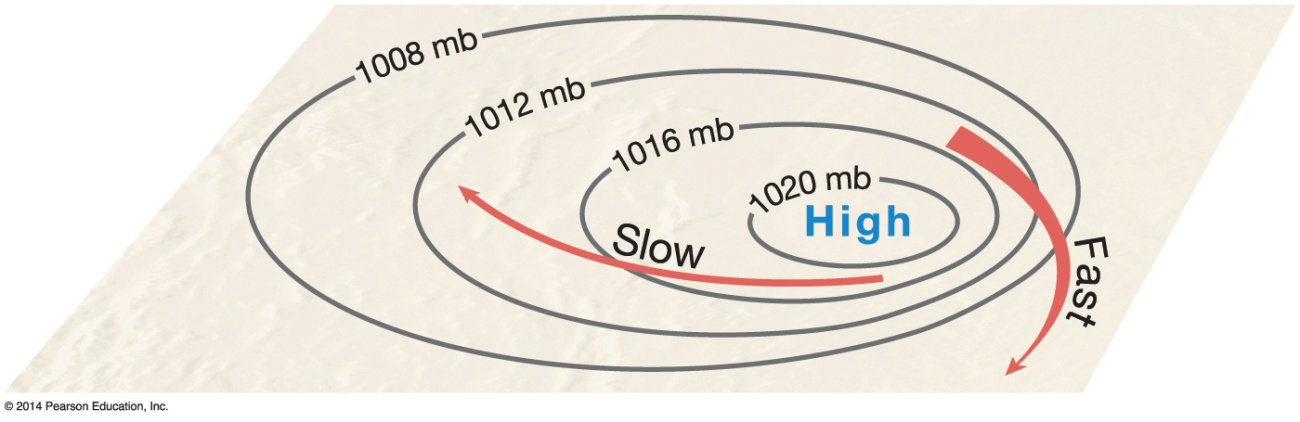 1008 mb
1012 mb
1016 mb
1020 mb
High
Slow
Fast
© 2014 Pearson Education, Inc.